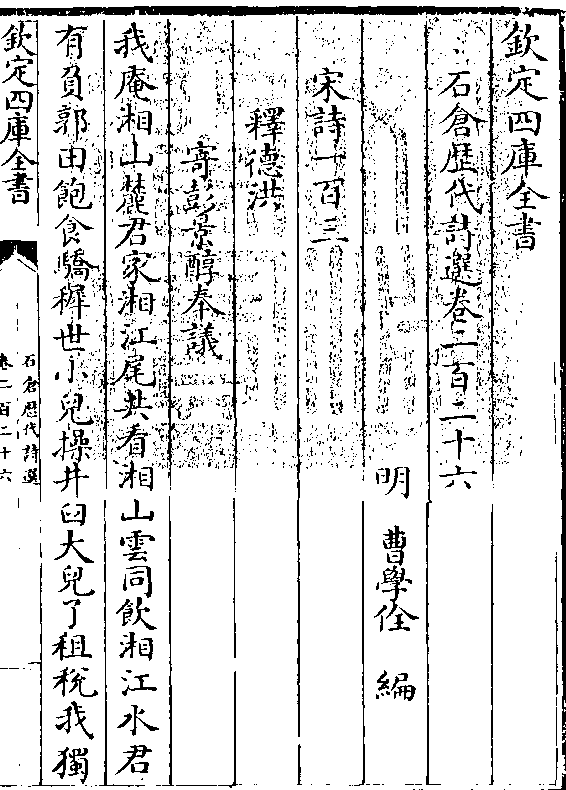 欽定四庫全書
石倉歷代詩選卷二百二十六
明 曹學佺 編
宋詩一百三
釋德洪
寄彭景醇奉議
我庵湘山麓君家湘江尾共看湘山雲同飲湘江水君
有負郭田飽食驕穉世小兒操井臼大兒了租稅我獨
欽定四庫全書
石倉歷代詩選
卷二百二十六